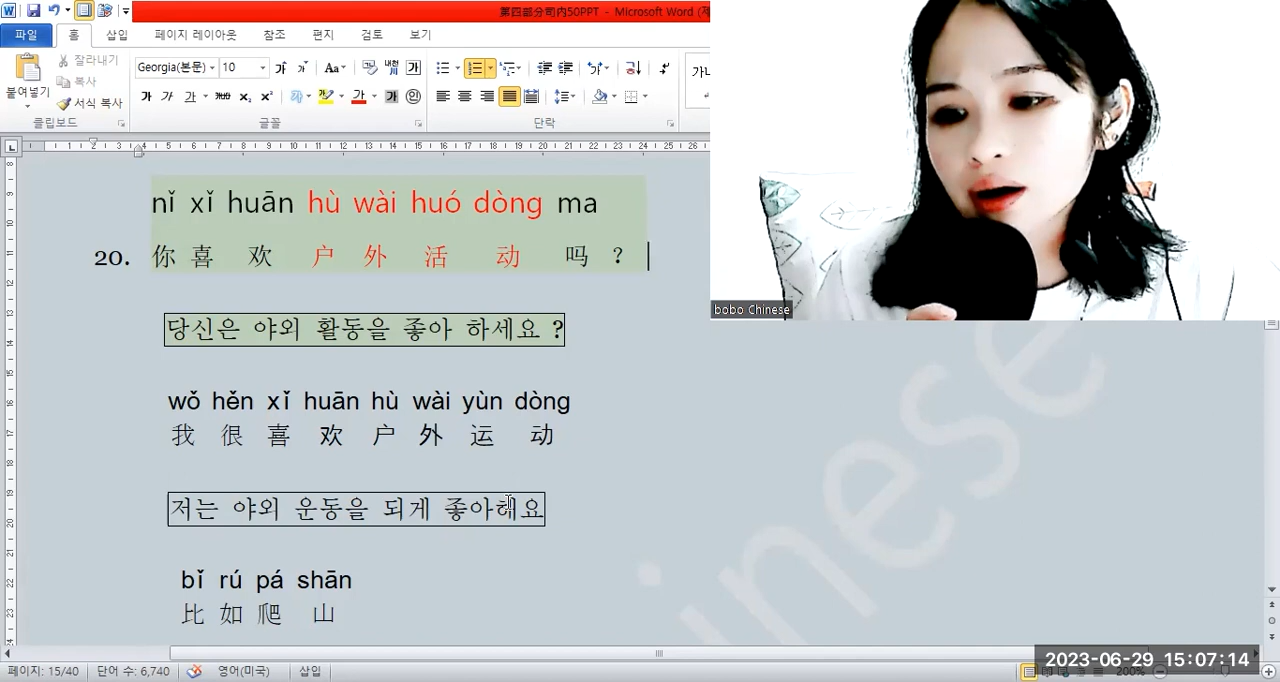 第四部分司内50PPT - Microsoft Word (제
파일 홈 삽입 페이지 레이아웃 참조 편지 검토 보기
잘라내기
복사
붙여넣기 서식 복사
Georgia(본문) 10
클립보드 글꼴 단락
nǐ xǐ huān hù wài huó dòng ma
20. 你 喜 欢 户 外 活 动 吗 ?
당신은 야외 활동을 좋아 하세요 ?
wǒ hěn xǐ huān hù wài yùn dòng
我 很 喜 欢 户 外 运 动
저는 야외 운동을 되게 좋아해요
bǐ rú pá shān
比 如 爬 山
bobo Chinese
inese
페이지: 15/40 단어 수: 6,740 영어(미국) 삽입 200%
2023-06-29 15:07:14